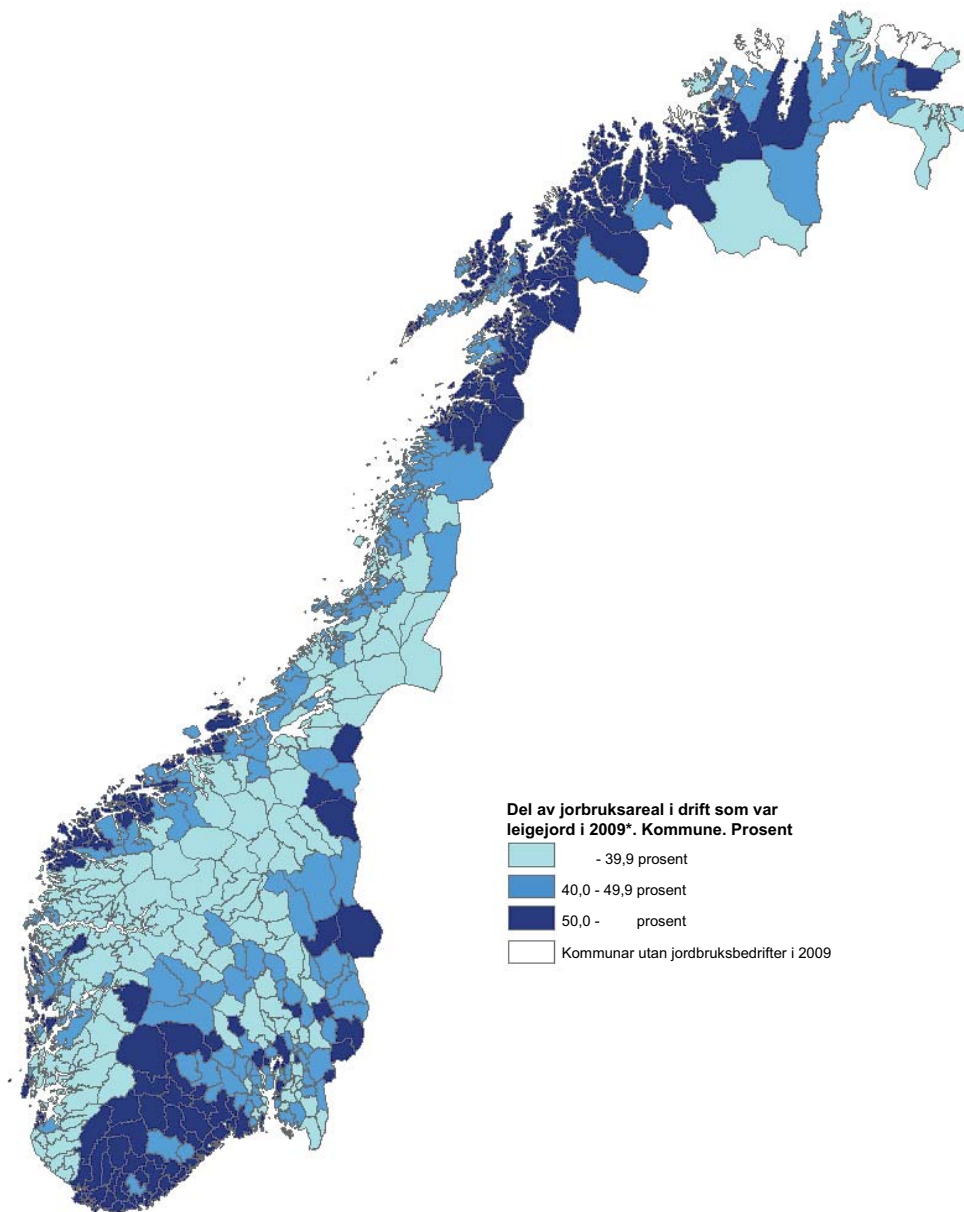 Del av jorbruksareal i drift som var
leigejord i 2009*. Kommune. Prosent
- 39,9 prosent
40,0 - 49,9 prosent
50,0 - prosent
Kommunar utan jordbruksbedrifter i 2009